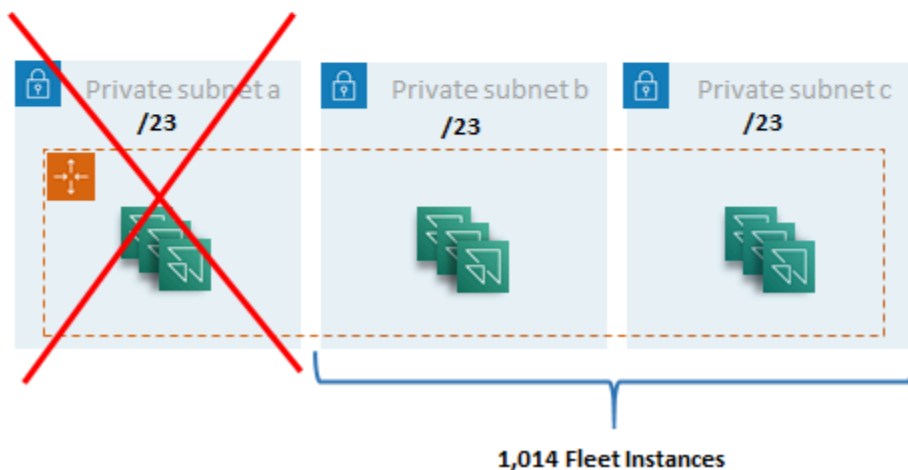 Private subnet a
/23
Private subnet b
/23
Private subnet c
/23
1,014 Fleet Instances